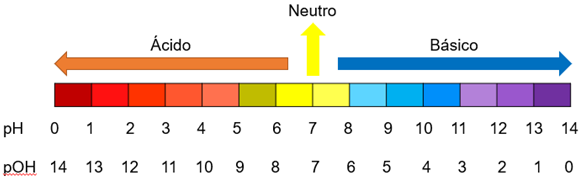 Neutro
Ácido Básico
pH 0 1 2 3 4 5 6 7 8 9 10 11 12 13 14
pOH 14 13 12 11 10 9 8 7 6 5 4 3 2 1 0